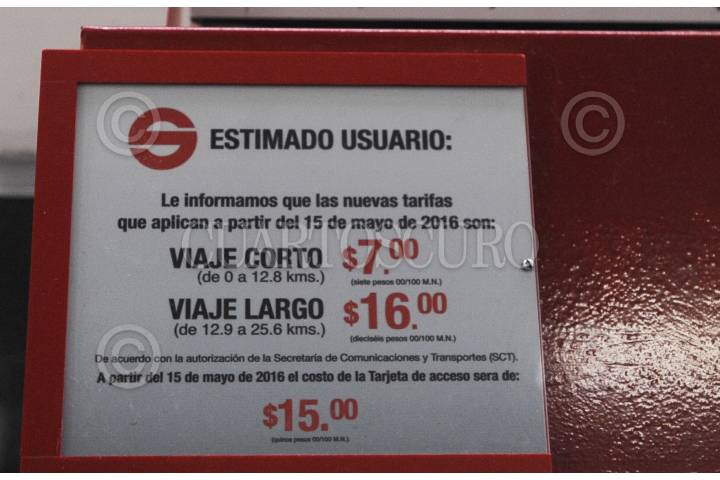 ESTIMADO USUARIO:
Le informamos que las nuevas tarifas
que aplican a partir del 15 de mayo de 2016 son:
VIAJE CORTO $7.00
(de 0 a 12.8 kms.) (siete pesos 00/100 M.N.)
VIAJE LARGO $16.00
(de 12.9 a 25.6 kms.) (dieciséis pesos 00/100 M.N.)
De acuerdo con la autorización de la Secretaría de Comunicaciones y Transportes (SCT).
A partir del 15 de mayo de 2016 el costo de la Tarjeta de acceso sera de:
$15.00
(quince pesos 00/100 M.N.)
©
©
CUARTOSCURO
©